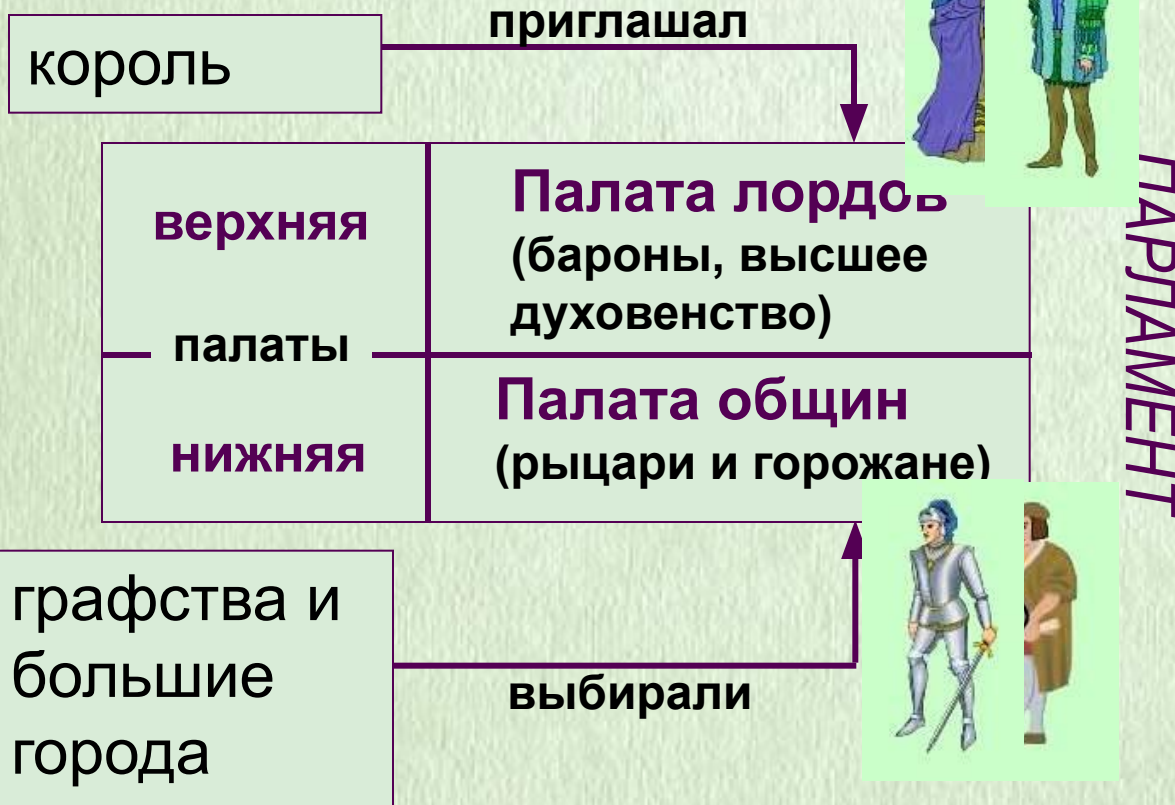 приглашал
король
верхняя
Палата лордов
(бароны, высшее
духовенство)
палаты
нижняя
Палата общин
(рыцари и горожане)
ПАРЛАМЕНТ
графства и
большие
города
выбирали